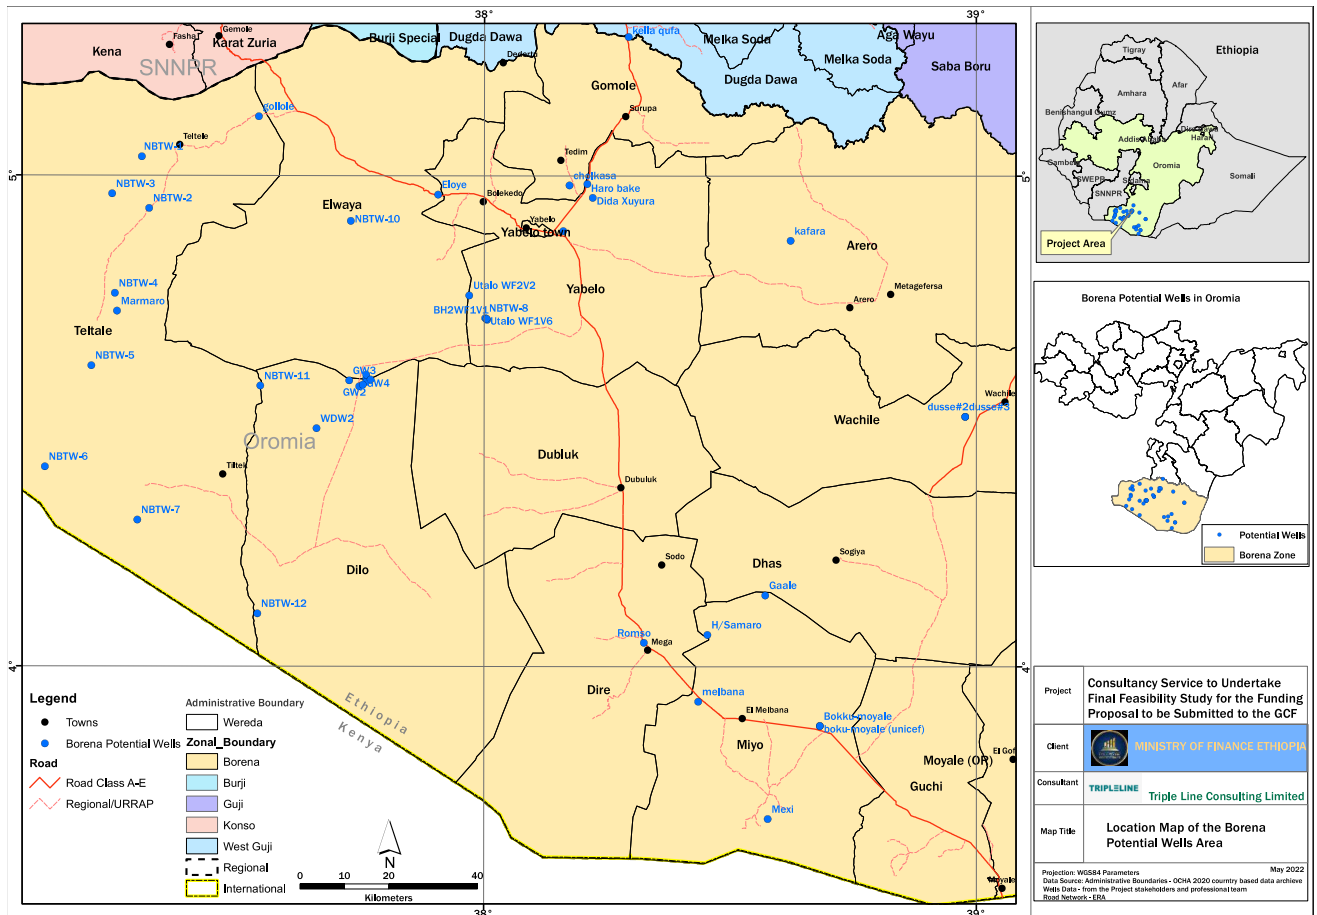 38°
39°
Kena
Fasha
Gemole
Karat Zuria
SNNPR
Burji Special
Dugda Dawa
Dederto
kella qufa
Melka Soda
Dugda Dawa
Aga Wayu
Melka Soda
Saba Boru
Gomole
Surupa
gollole
Teltele
NBTW-1
NBTW-3
NBTW-2
Tedim
5°
cholkasa
Haro bake
Dida Xuyura
Eloye
Bolekedo
Elwaya
NBTW-10
Yabelo
Yabelo town
kafara
Arero
NBTW-4
Marmaro
Teltale
NBTW-5
Utalo WF2V2
BH2WF1V1
NBTW-8
Utalo WF1V6
Yabelo
Metagefersa
Arero
NBTW-11
GW3
GW4
GW2
WDW2
Oromia
Wachile
dusse#2dusse#3
Wachile
NBTW-6
Tiltek
NBTW-7
Dubluk
Dubuluk
Sodo
Sogiya
Dhas
Dilo
Gaale
NBTW-12
H/Samaro
Romso
Mega
4°
Dire
melbana
El Melbana
Bokku-moyale
boku-moyale (unicef)
Miyo
Moyale (OR)
El Gof
Guchi
Mexi
Moyale
Ethiopia
Kenya
38°
39°
Legend
Towns
Borena Potential Wells
Road
Road Class A-E
Regional/URRAP
Administrative Boundary
Wereda
Zonal_Boundary
Borena
Burji
Guji
Konso
West Guji
Regional
International
N
0 10 20 40
Kilometers
Ethiopia
Tigray
Afar
Amhara
Benishangul Gumz
Addis Ababa
Dire Dawa
Harari
Oromia
Somali
SWEPR
Sidama
SNNPR
Project Area
Borena Potential Wells in Oromia
Potential Wells
Borena Zone
Project
Consultancy Service to Undertake
Final Feasibility Study for the Funding
Proposal to be Submitted to the GCF
Client
MINISTRY OF FINANCE ETHIOPIA
Consultant
TRIPLELINE
Triple Line Consulting Limited
Map Title
Location Map of the Borena
Potential Wells Area
May 2022
Projection: WGS84 Parameters
Data Source: Administrative Boundaries - OCHA 2020 country based data archieve
Wells Data - from the Project stakeholders and professional team
Road Network - ERA